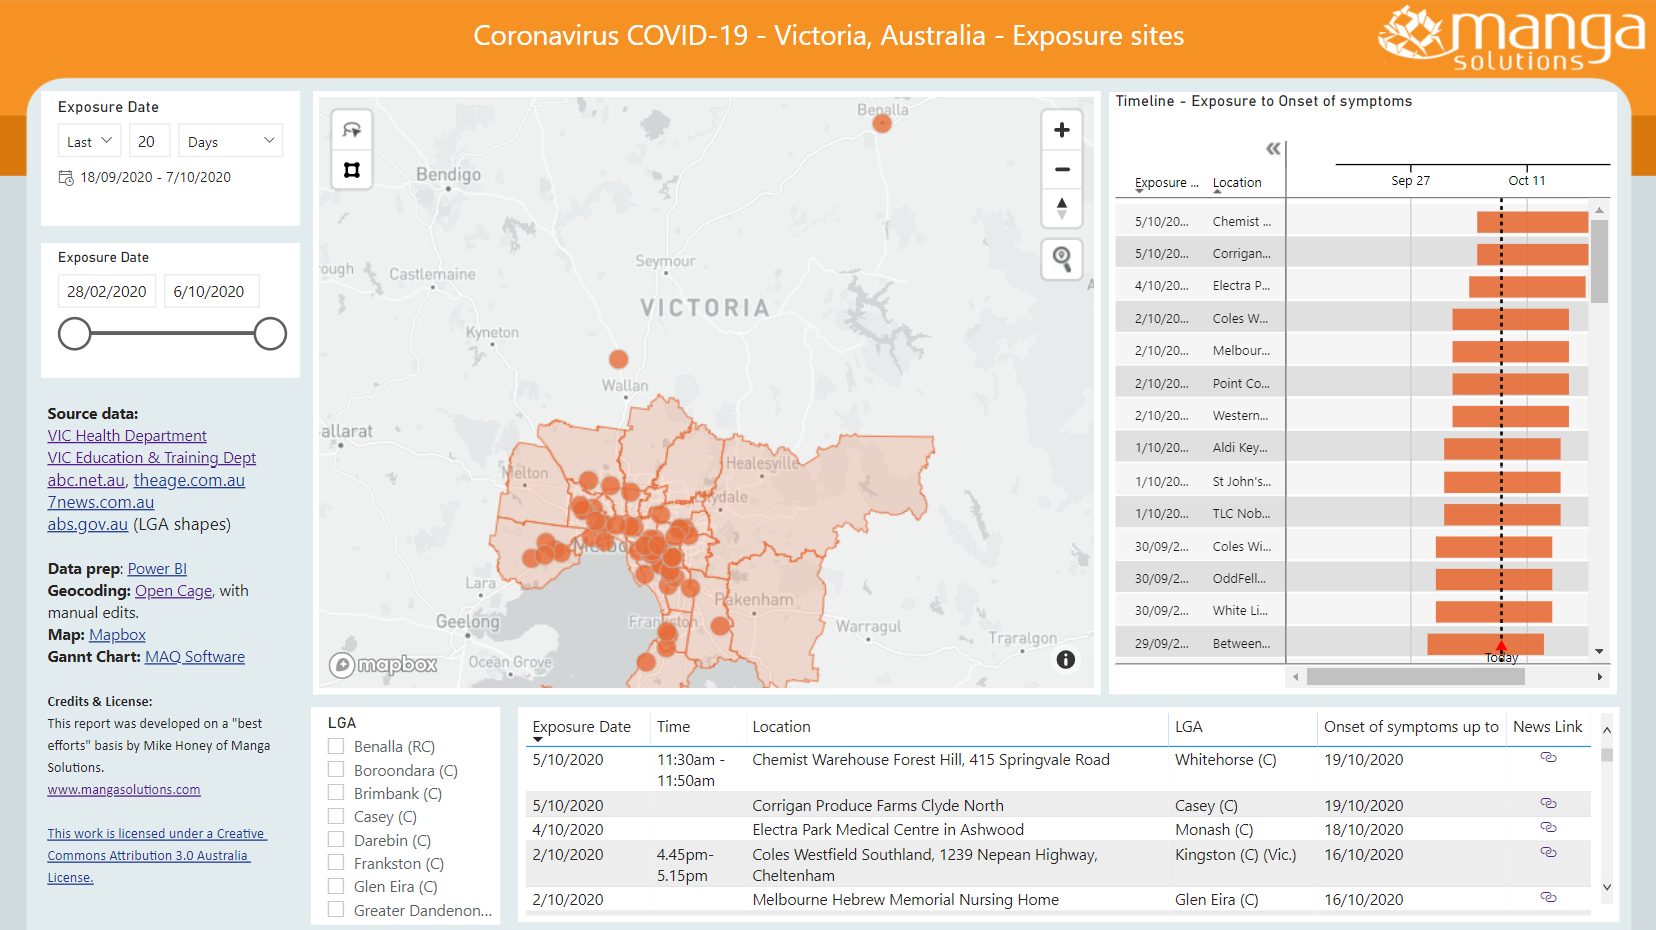 Coronavirus COVID-19 - Victoria, Australia - Exposure sites
manga
solutions
Exposure Date
Last 20 Days
18/09/2020 - 7/10/2020
Exposure Date
28/02/2020 6/10/2020
Source data:
VIC Health Department
VIC Education & Training Dept
abc.net.au, theage.com.au
7news.com.au
abs.gov.au (LGA shapes)
Data prep: Power BI
Geocoding: Open Cage, with
manual edits.
Map: Mapbox
Gannt Chart: MAQ Software
Credits & License:
This report was developed on a "best
efforts" basis by Mike Honey of Manga
Solutions.
www.mangasolutions.com
This work is licensed under a Creative
Commons Attribution 3.0 Australia
License.
Benalla
Bendigo
Seymour
rough
Castlemaine
VICTORIA
Kyneton
Wallan
allarat
Melton
Healesville
Lara
Pakenham
Geelong
Warragul
Traralgon
Ocean Grove
mapbox
Timeline - Exposure to Onset of symptoms
Sep 27 Oct 11
Exposure ... Location
5/10/20... Chemist ...
5/10/20... Corrigan...
4/10/20... Electra P...
2/10/20... Coles W...
2/10/20... Melbour...
2/10/20... Point Co...
2/10/20... Western...
1/10/20... Aldi Key...
1/10/20... St John's...
1/10/20... TLC Nob...
30/09/2... Coles Wi...
30/09/2... OddFell...
30/09/2... White Li...
29/09/2... Between...
Today
LGA
Benalla (RC)
Boroondara (C)
Brimbank (C)
Casey (C)
Darebin (C)
Frankston (C)
Glen Eira (C)
Greater Dandenon...
Exposure Date Time Location LGA Onset of symptoms up to News Link
5/10/2020 11:30am - Chemist Warehouse Forest Hill, 415 Springvale Road Whitehorse (C) 19/10/2020
11:50am
5/10/2020 Corrigan Produce Farms Clyde North Casey (C) 19/10/2020
4/10/2020 Electra Park Medical Centre in Ashwood Monash (C) 18/10/2020
2/10/2020 4.45pm- Coles Westfield Southland, 1239 Nepean Highway, Kingston (C) (Vic.) 16/10/2020
5.15pm Cheltenham
2/10/2020 Melbourne Hebrew Memorial Nursing Home Glen Eira (C) 16/10/2020